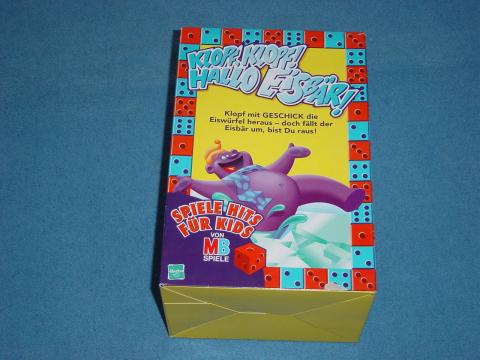 KLOPF, KLOPF!
HALLO EISBÄR!
Klopf mit GESCHICK die
Eiswürfel heraus – doch fällt der
Eisbär um, bist Du raus!
SPIELE HITS
FÜR KIDS
VON
MB
SPIELE
Hasbro